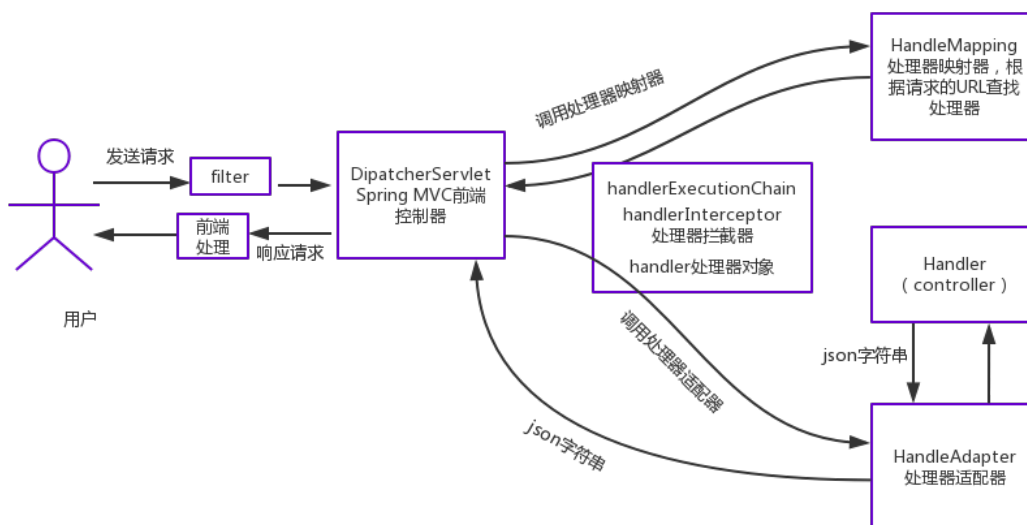 HandleMapping
处理器映射器，根
据请求的URL查找
处理器
调用处理器映射器
发送请求
filter
DipatcherServlet
Spring MVC前端
控制器
handlerExecutionChain
handlerInterceptor
处理器拦截器
handler处理器对象
前端
处理
响应请求
Handler
（controller）
用户
调用处理器适配器
json字符串
json字符串
HandleAdapter
处理器适配器